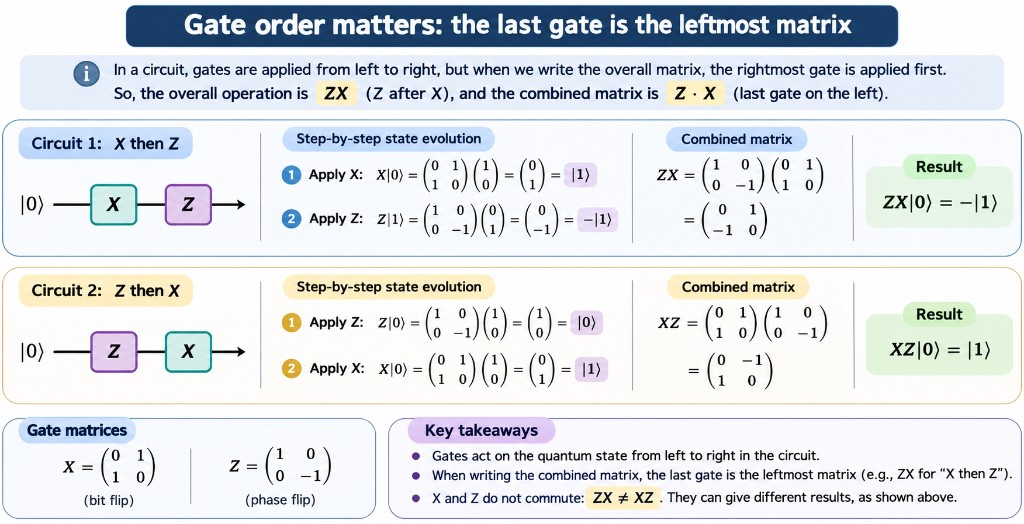 Gate order matters: the last gate is the leftmost matrix
i
In a circuit, gates are applied from left to right, but when we write the overall matrix, the rightmost gate is applied first.
So, the overall operation is ZX (Z after X), and the combined matrix is Z · X (last gate on the left).
Circuit 1: X then Z
|0⟩ X Z
Step-by-step state evolution
1 Apply X: X|0⟩ = (0 1; 1 0)(1; 0) = (0; 1) = |1⟩
2 Apply Z: Z|1⟩ = (1 0; 0 −1)(0; 1) = (0; −1) = −|1⟩
Combined matrix
ZX = (1 0; 0 −1)(0 1; 1 0)
= (0 1; −1 0)
Result
ZX|0⟩ = −|1⟩
Circuit 2: Z then X
|0⟩ Z X
Step-by-step state evolution
1 Apply Z: Z|0⟩ = (1 0; 0 −1)(1; 0) = (1; 0) = |0⟩
2 Apply X: X|0⟩ = (0 1; 1 0)(1; 0) = (0; 1) = |1⟩
Combined matrix
XZ = (0 1; 1 0)(1 0; 0 −1)
= (0 −1; 1 0)
Result
XZ|0⟩ = |1⟩
Gate matrices
X = (0 1; 1 0)
(bit flip)
Z = (1 0; 0 −1)
(phase flip)
Key takeaways
• Gates act on the quantum state from left to right in the circuit.
• When writing the combined matrix, the last gate is the leftmost matrix (e.g., ZX for “X then Z”).
• X and Z do not commute: ZX ≠ XZ. They can give different results, as shown above.